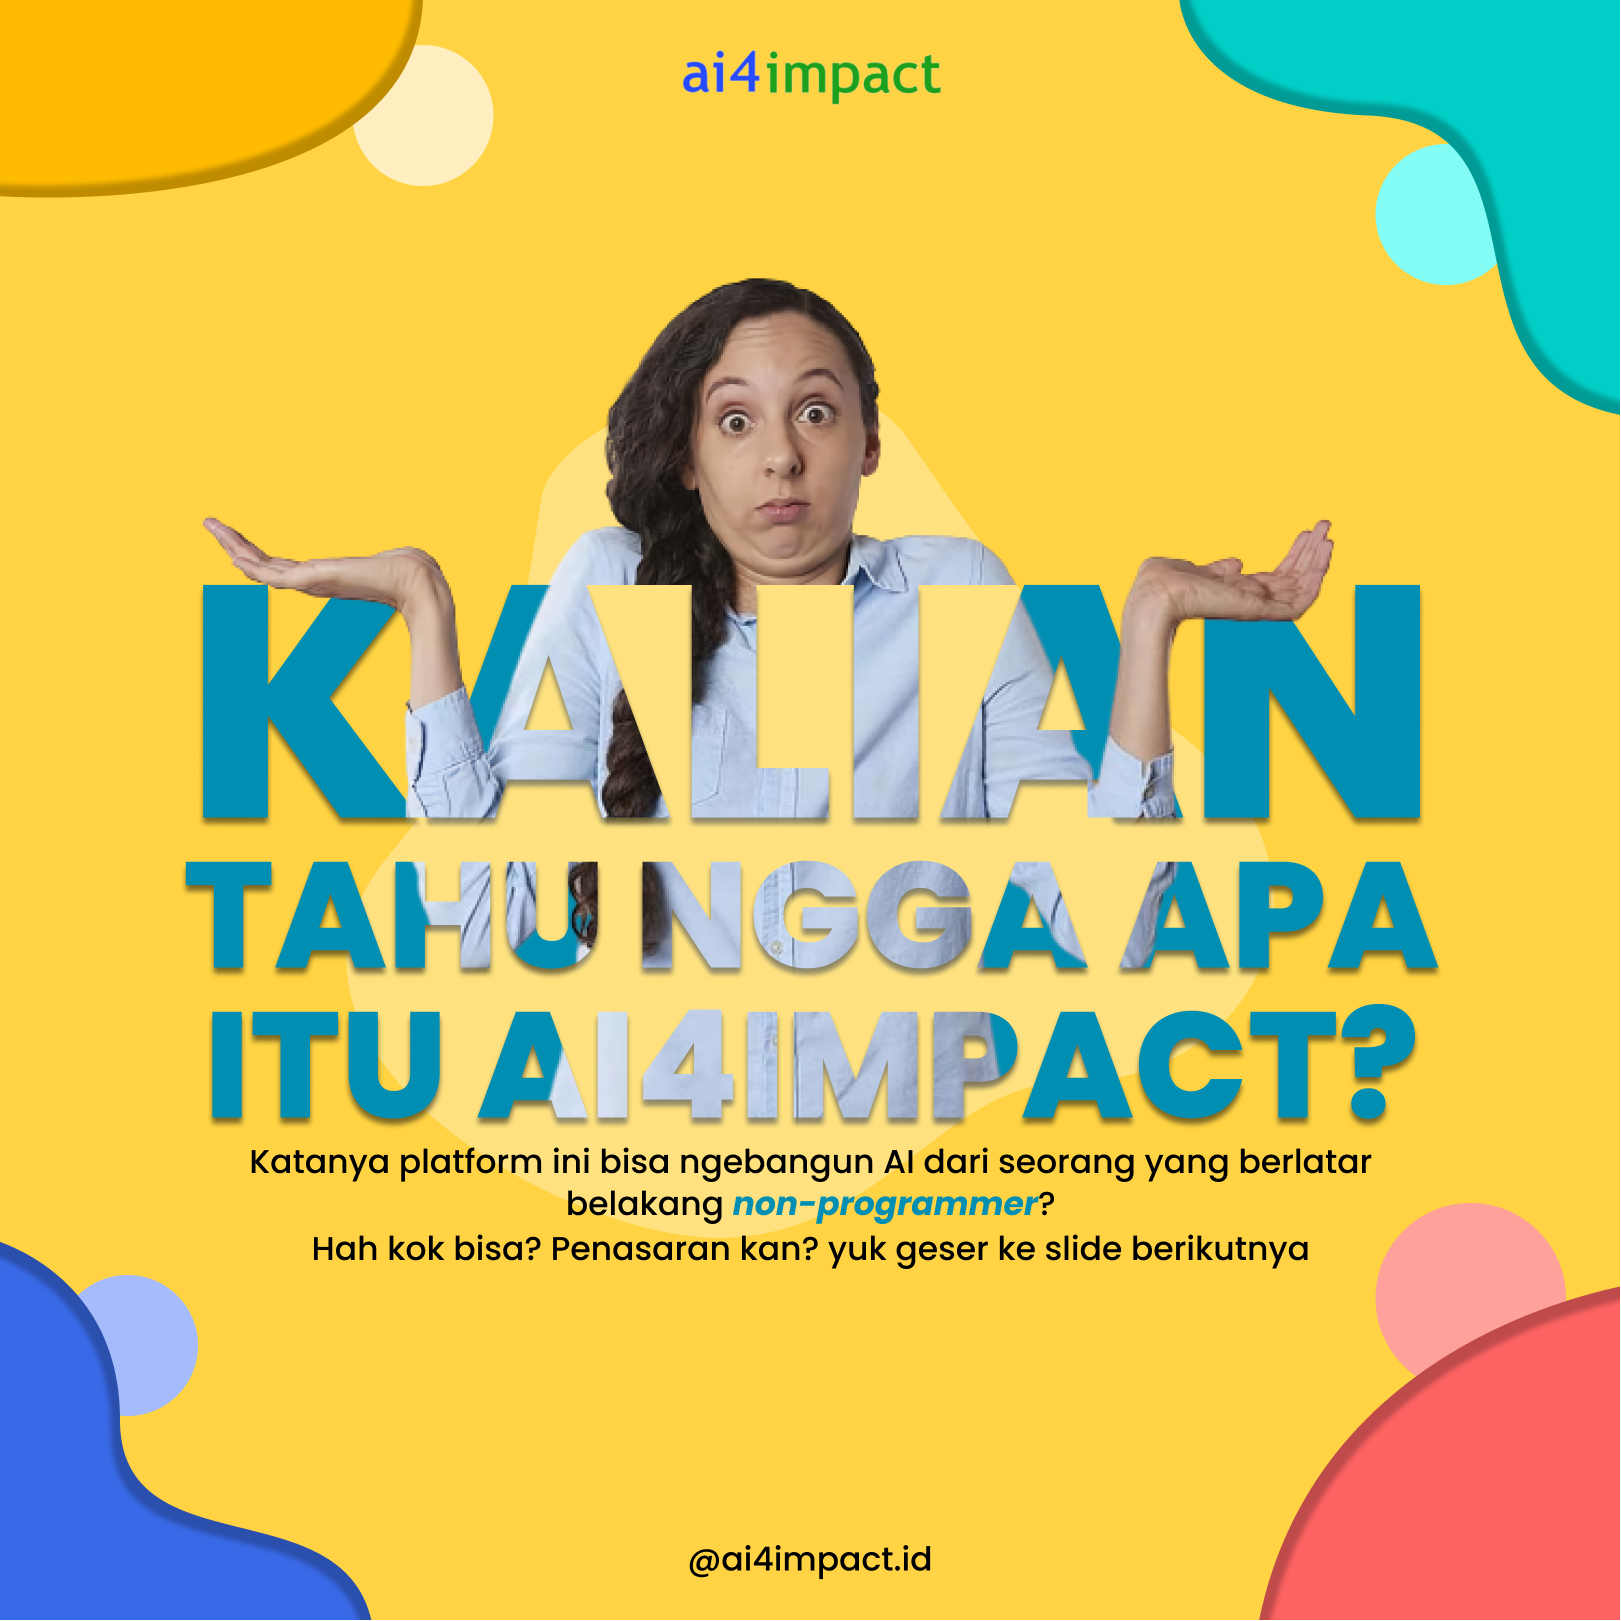 ai4impact
KALIAN
TAHU NGGA APA
ITU AI4IMPACT?
Katanya platform ini bisa ngebangun AI dari seorang yang berlatar
belakang non-programmer?
Hah kok bisa? Penasaran kan? yuk geser ke slide berikutnya
@ai4impact.id